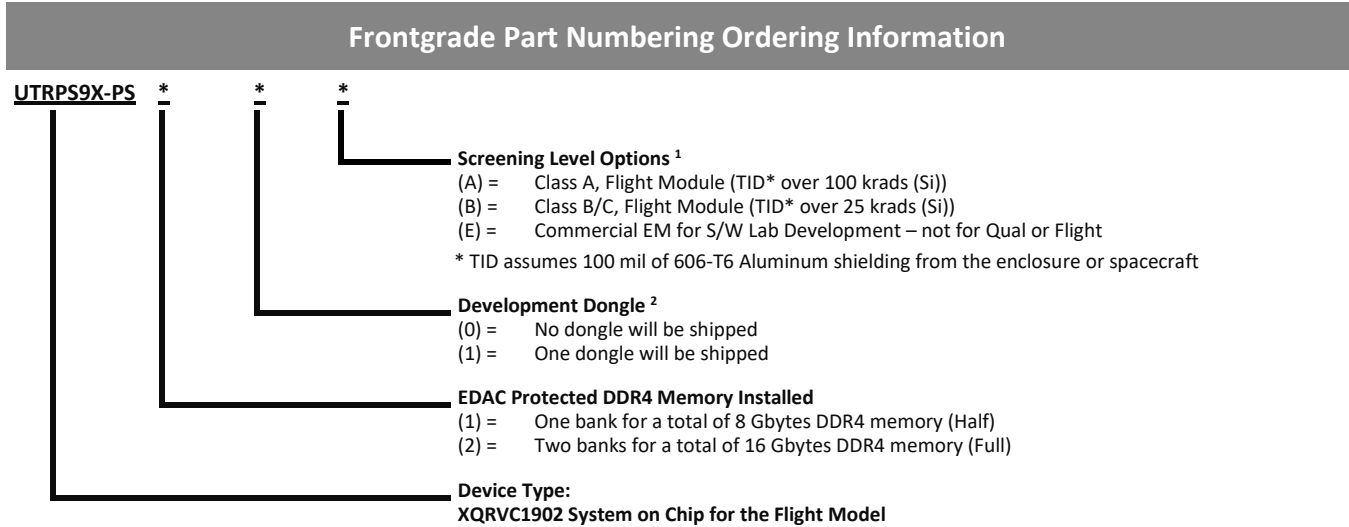 Frontgrade Part Numbering Ordering Information
UTRPS9X-PS * * *
Screening Level Options 1
(A) = Class A, Flight Module (TID* over 100 krads (Si))
(B) = Class B/C, Flight Module (TID* over 25 krads (Si))
(E) = Commercial EM for S/W Lab Development – not for Qual or Flight
* TID assumes 100 mil of 606-T6 Aluminum shielding from the enclosure or spacecraft
Development Dongle 2
(0) = No dongle will be shipped
(1) = One dongle will be shipped
EDAC Protected DDR4 Memory Installed
(1) = One bank for a total of 8 Gbytes DDR4 memory (Half)
(2) = Two banks for a total of 16 Gbytes DDR4 memory (Full)
Device Type:
XQRVC1902 System on Chip for the Flight Model